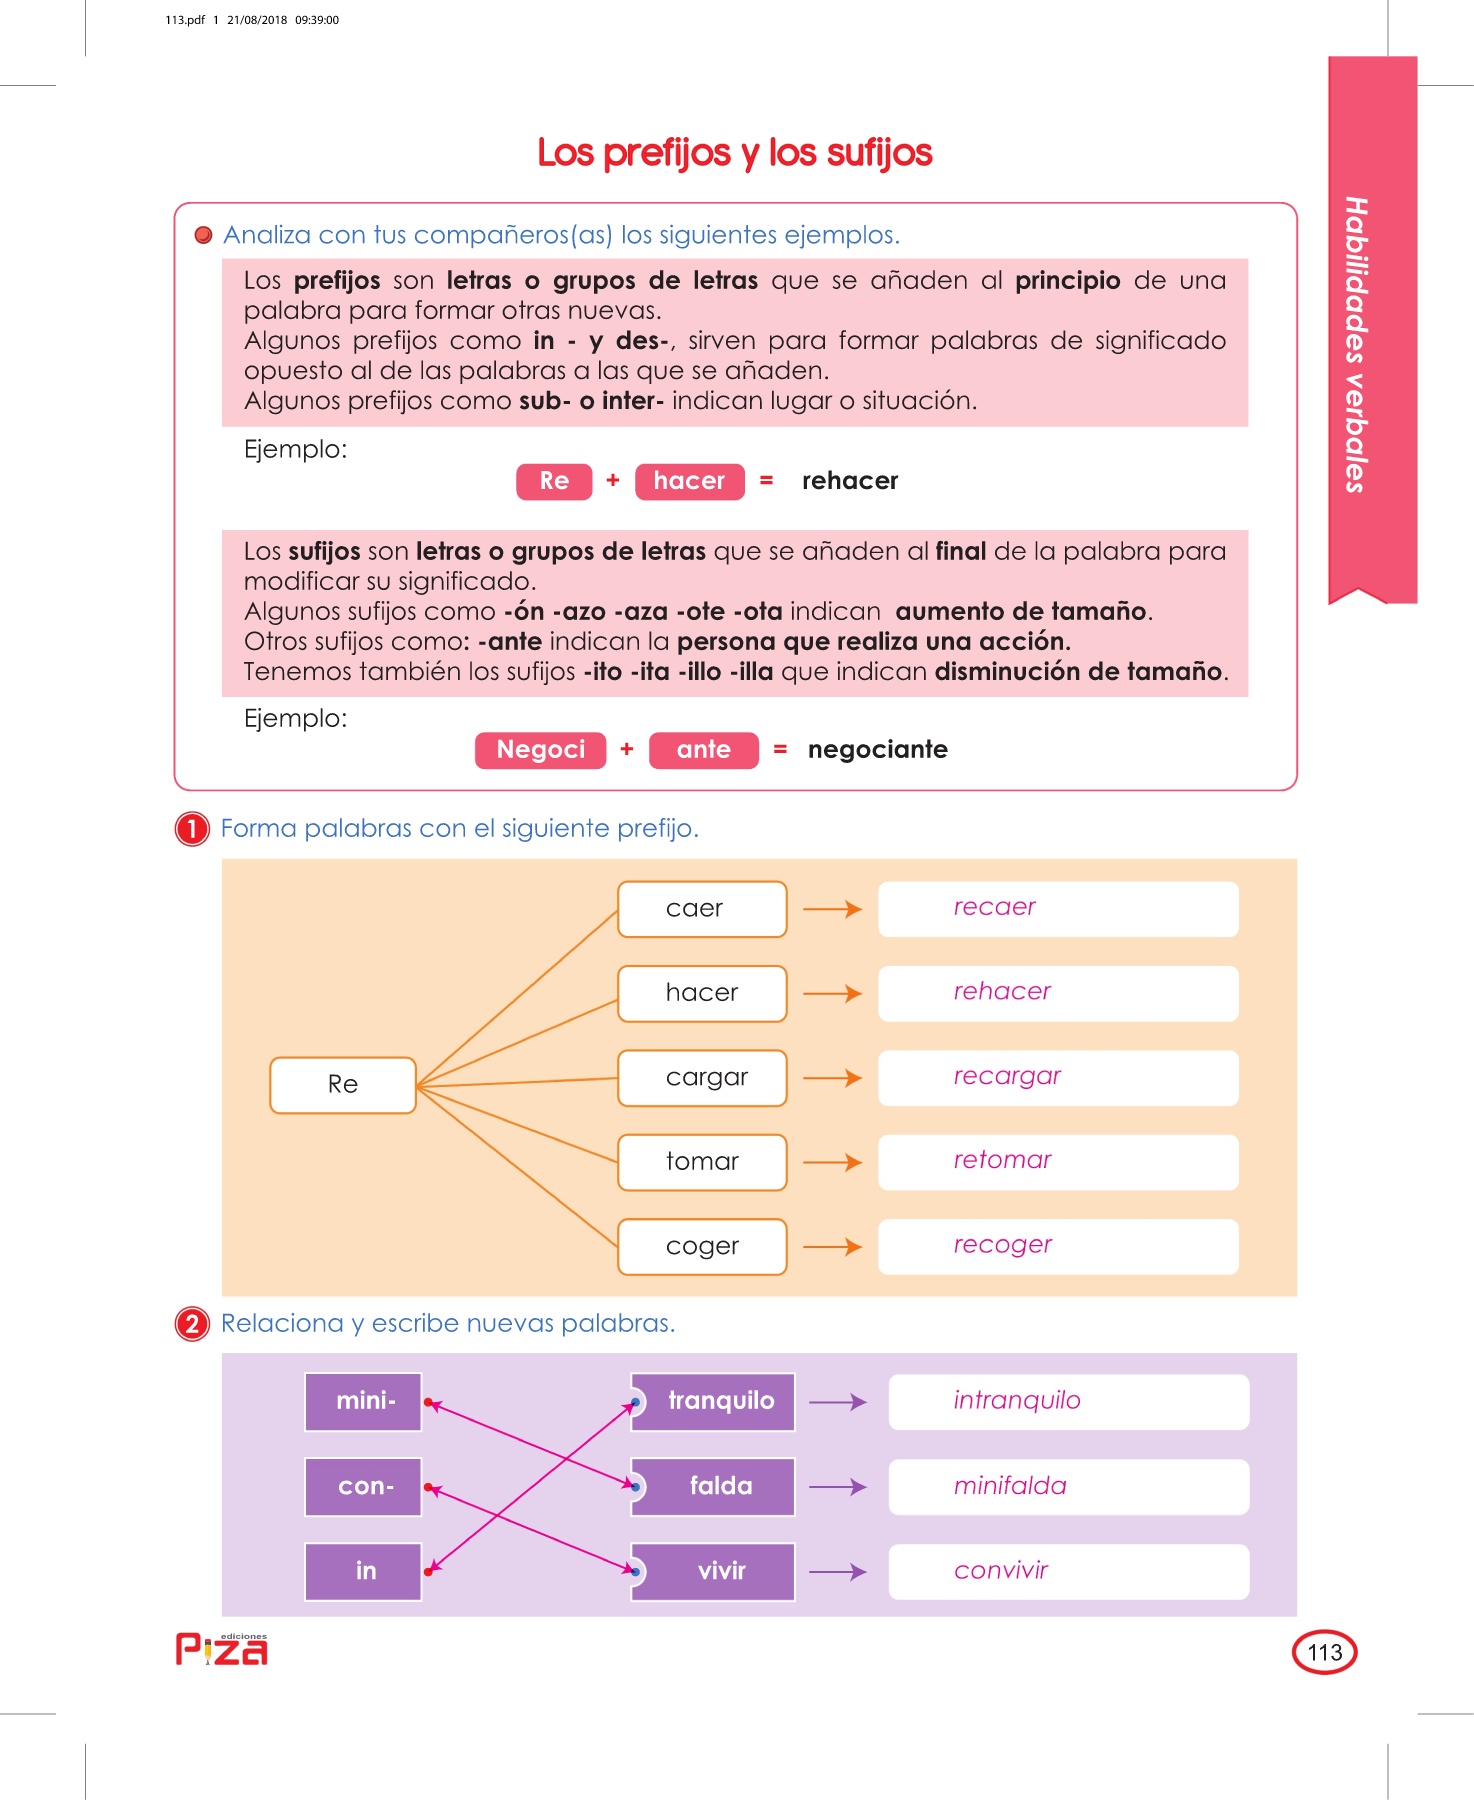 113.pdf 1 21/08/2018 09:39:00
Habilidades verbales
Los prefijos y los sufijos
Analiza con tus compañeros(as) los siguientes ejemplos.
Los prefijos son letras o grupos de letras que se añaden al principio de una
palabra para formar otras nuevas.
Algunos prefijos como in - y des-, sirven para formar palabras de significado
opuesto al de las palabras a las que se añaden.
Algunos prefijos como sub- o inter- indican lugar o situación.
Ejemplo:
Re + hacer = rehacer
Los sufijos son letras o grupos de letras que se añaden al final de la palabra para
modificar su significado.
Algunos sufijos como -ón -azo -aza -ote -ota indican aumento de tamaño.
Otros sufijos como: -ante indican la persona que realiza una acción.
Tenemos también los sufijos -ito -ita -illo -illa que indican disminución de tamaño.
Ejemplo:
Negoci + ante = negociante
1 Forma palabras con el siguiente prefijo.
caer recaer
hacer rehacer
Re
cargar recargar
tomar retomar
coger recoger
2 Relaciona y escribe nuevas palabras.
mini- tranquilo intranquilo
con- falda minifalda
in vivir convivir
ediciones
Piza
113